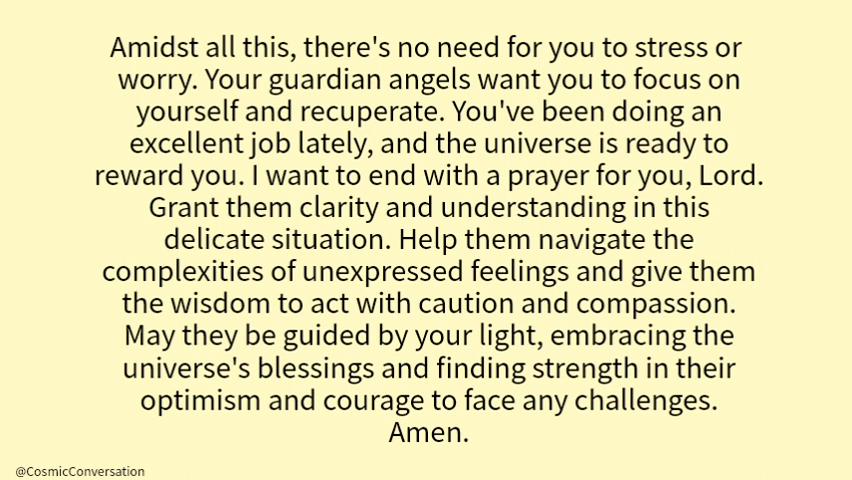 Amidst all this, there's no need for you to stress or
worry. Your guardian angels want you to focus on
yourself and recuperate. You've been doing an
excellent job lately, and the universe is ready to
reward you. I want to end with a prayer for you, Lord.
Grant them clarity and understanding in this
delicate situation. Help them navigate the
complexities of unexpressed feelings and give them
the wisdom to act with caution and compassion.
May they be guided by your light, embracing the
universe's blessings and finding strength in their
optimism and courage to face any challenges.
Amen.
@CosmicConversation